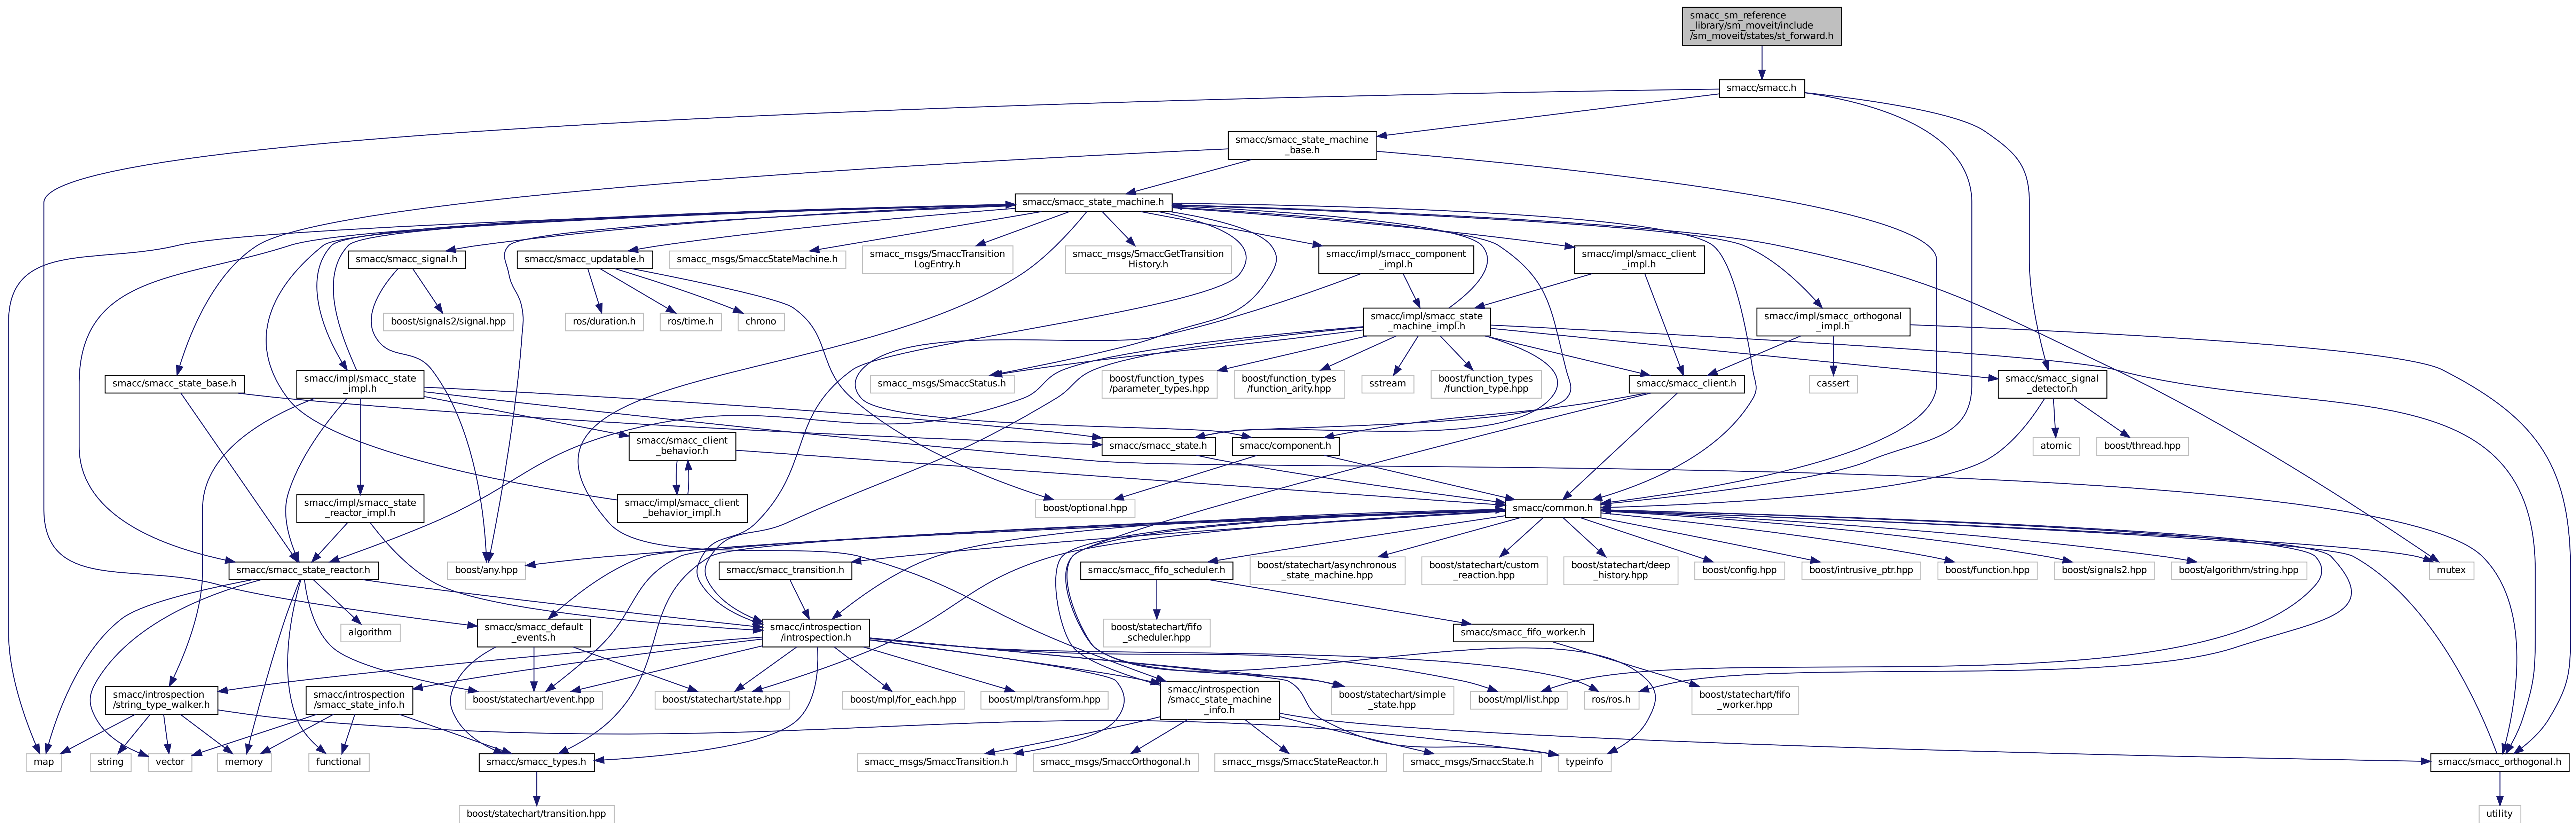 smacc_sm_reference
_library/sm_moveit/include
/sm_moveit/states/st_forward.h
smacc/smacc.h
smacc/smacc_state_machine
_base.h
smacc/smacc_state_machine.h
smacc/smacc_signal.h
smacc/smacc_updatable.h
smacc_msgs/SmaccStateMachine.h
smacc_msgs/SmaccTransition
LogEntry.h
smacc_msgs/SmaccGetTransition
History.h
smacc/impl/smacc_component
_impl.h
smacc/impl/smacc_client
_impl.h
boost/signals2/signal.hpp
ros/duration.h
ros/time.h
chrono
smacc/impl/smacc_state
_machine_impl.h
smacc/impl/smacc_orthogonal
_impl.h
smacc/smacc_state_base.h
smacc/impl/smacc_state
_impl.h
smacc_msgs/SmaccStatus.h
boost/function_types
/parameter_types.hpp
boost/function_types
/function_arity.hpp
sstream
boost/function_types
/function_type.hpp
smacc/smacc_client.h
cassert
smacc/smacc_signal
_detector.h
smacc/smacc_client
_behavior.h
smacc/smacc_state.h
smacc/component.h
atomic
boost/thread.hpp
smacc/impl/smacc_state
_reactor_impl.h
smacc/impl/smacc_client
_behavior_impl.h
boost/optional.hpp
smacc/common.h
smacc/smacc_state_reactor.h
boost/any.hpp
smacc/smacc_transition.h
smacc/smacc_fifo_scheduler.h
boost/statechart/asynchronous
_state_machine.hpp
boost/statechart/custom
_reaction.hpp
boost/statechart/deep
_history.hpp
boost/config.hpp
boost/intrusive_ptr.hpp
boost/function.hpp
boost/signals2.hpp
boost/algorithm/string.hpp
mutex
algorithm
smacc/smacc_default
_events.h
smacc/introspection
/introspection.h
boost/statechart/fifo
_scheduler.hpp
smacc/smacc_fifo_worker.h
smacc/introspection
/string_type_walker.h
smacc/introspection
/smacc_state_info.h
boost/statechart/event.hpp
boost/statechart/state.hpp
boost/mpl/for_each.hpp
boost/mpl/transform.hpp
smacc/introspection
/smacc_state_machine
_info.h
boost/statechart/simple
_state.hpp
boost/mpl/list.hpp
ros/ros.h
boost/statechart/fifo
_worker.hpp
map
string
vector
memory
functional
smacc/smacc_types.h
smacc_msgs/SmaccTransition.h
smacc_msgs/SmaccOrthogonal.h
smacc_msgs/SmaccStateReactor.h
smacc_msgs/SmaccState.h
typeinfo
smacc/smacc_orthogonal.h
boost/statechart/transition.hpp
utility